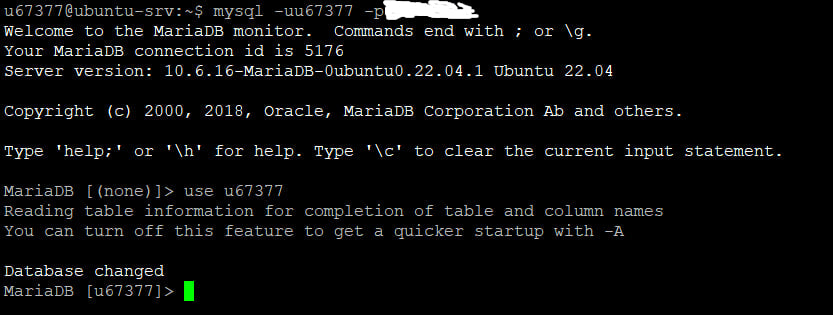 u67377@ubuntu-srv:~$ mysql -uu67377 -p
Welcome to the MariaDB monitor.  Commands end with ; or \g.
Your MariaDB connection id is 5176
Server version: 10.6.16-MariaDB-0ubuntu0.22.04.1 Ubuntu 22.04
Copyright (c) 2000, 2018, Oracle, MariaDB Corporation Ab and others.
Type 'help;' or '\h' for help. Type '\c' to clear the current input statement.
MariaDB [(none)]> use u67377
Reading table information for completion of table and column names
You can turn off this feature to get a quicker startup with -A
Database changed
MariaDB [u67377]>